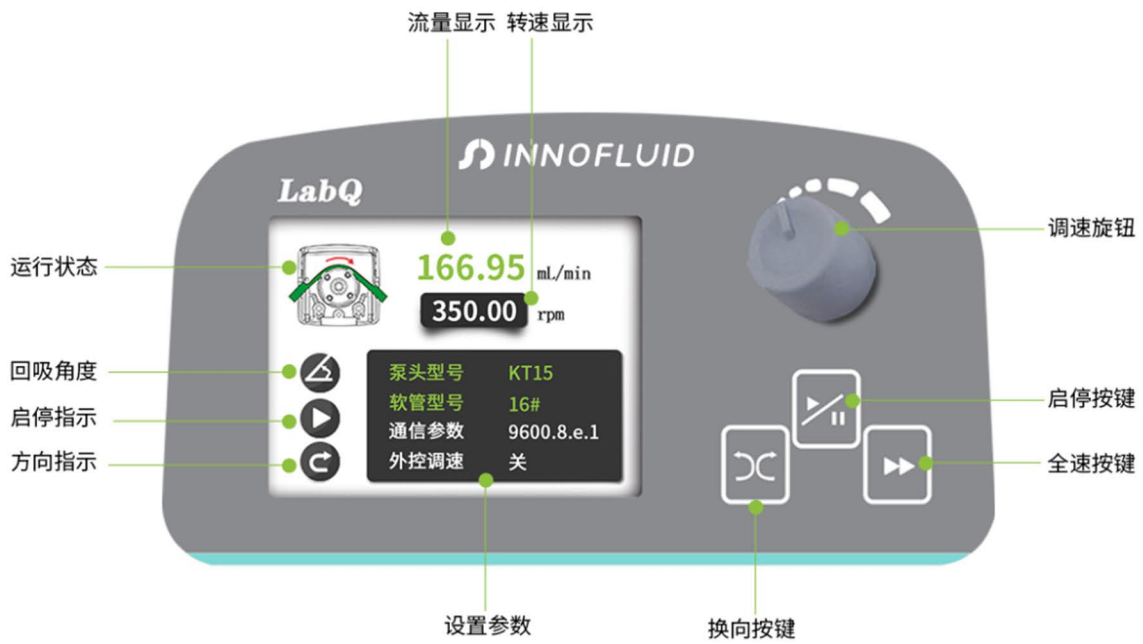 流量显示 转速显示
INNOFLUID
LabQ
调速旋钮
运行状态
166.95 mL/min
350.00 rpm
回吸角度
启停指示
方向指示
泵头型号 KT15
软管型号 16#
通信参数 9600.8.e.1
外控调速 关
启停按键
全速按键
设置参数
换向按键